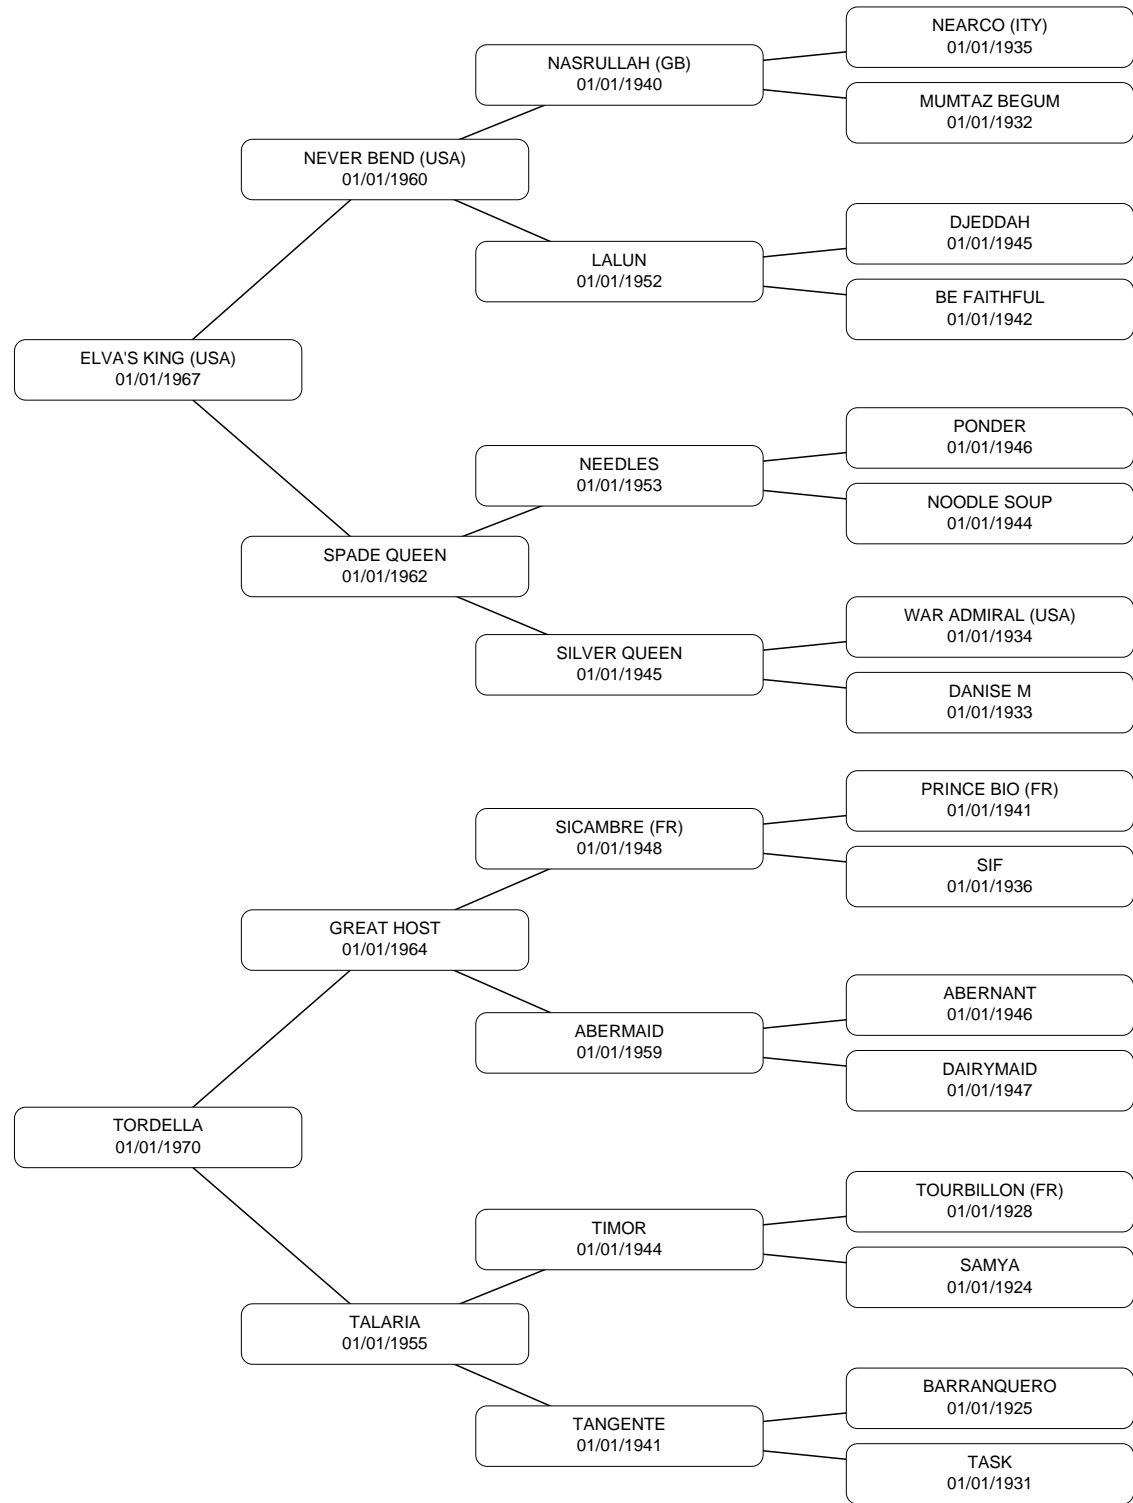 NEARCO (ITY)
01/01/1935
NASRULLAH (GB)
01/01/1940
MUMTAZ BEGUM
01/01/1932
NEVER BEND (USA)
01/01/1960
DJEDDAH
01/01/1945
LALUN
01/01/1952
BE FAITHFUL
01/01/1942
ELVA'S KING (USA)
01/01/1967
PONDER
01/01/1946
NEEDLES
01/01/1953
NOODLE SOUP
01/01/1944
SPADE QUEEN
01/01/1962
WAR ADMIRAL (USA)
01/01/1934
SILVER QUEEN
01/01/1945
DANISE M
01/01/1933
PRINCE BIO (FR)
01/01/1941
SICAMBRE (FR)
01/01/1948
SIF
01/01/1936
GREAT HOST
01/01/1964
ABERNANT
01/01/1946
ABERMAID
01/01/1959
DAIRYMAID
01/01/1947
TORDELLA
01/01/1970
TOURBILLON (FR)
01/01/1928
TIMOR
01/01/1944
SAMYA
01/01/1924
TALARIA
01/01/1955
BARRANQUERO
01/01/1925
TANGENTE
01/01/1941
TASK
01/01/1931